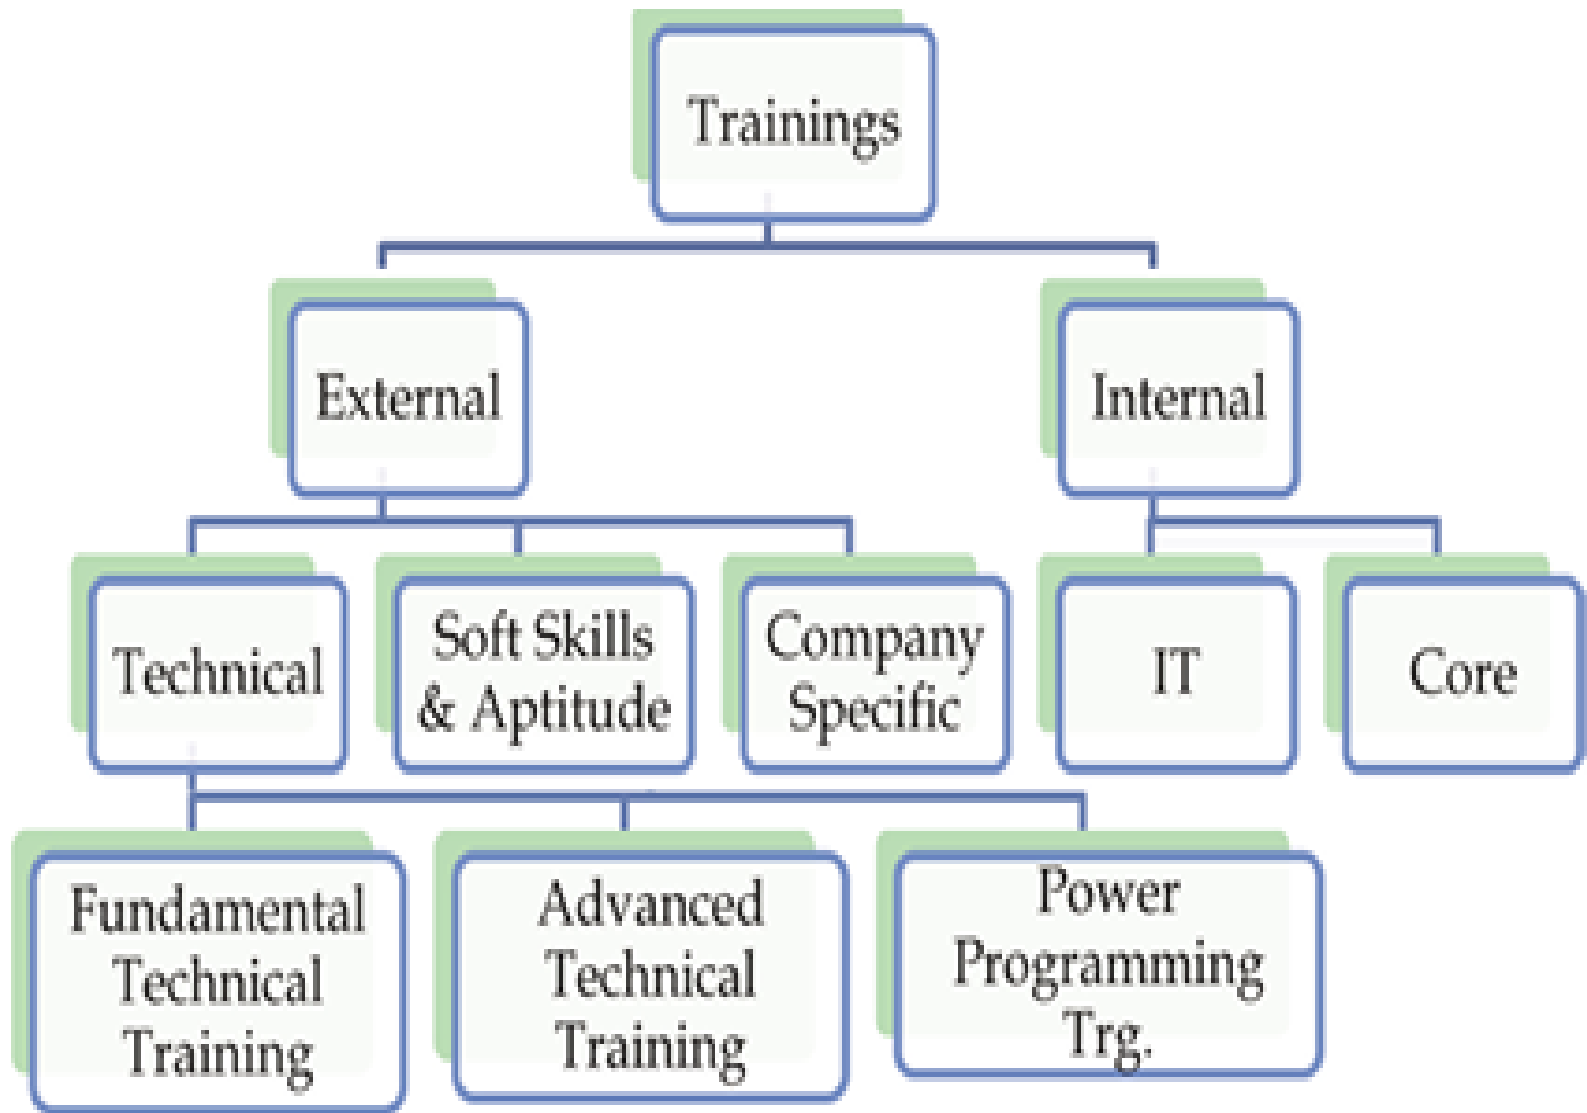 Trainings
External
Internal
Technical
Soft Skills
& Aptitude
Company
Specific
IT
Core
Fundamental
Technical
Training
Advanced
Technical
Training
Power
Programming
Trg.